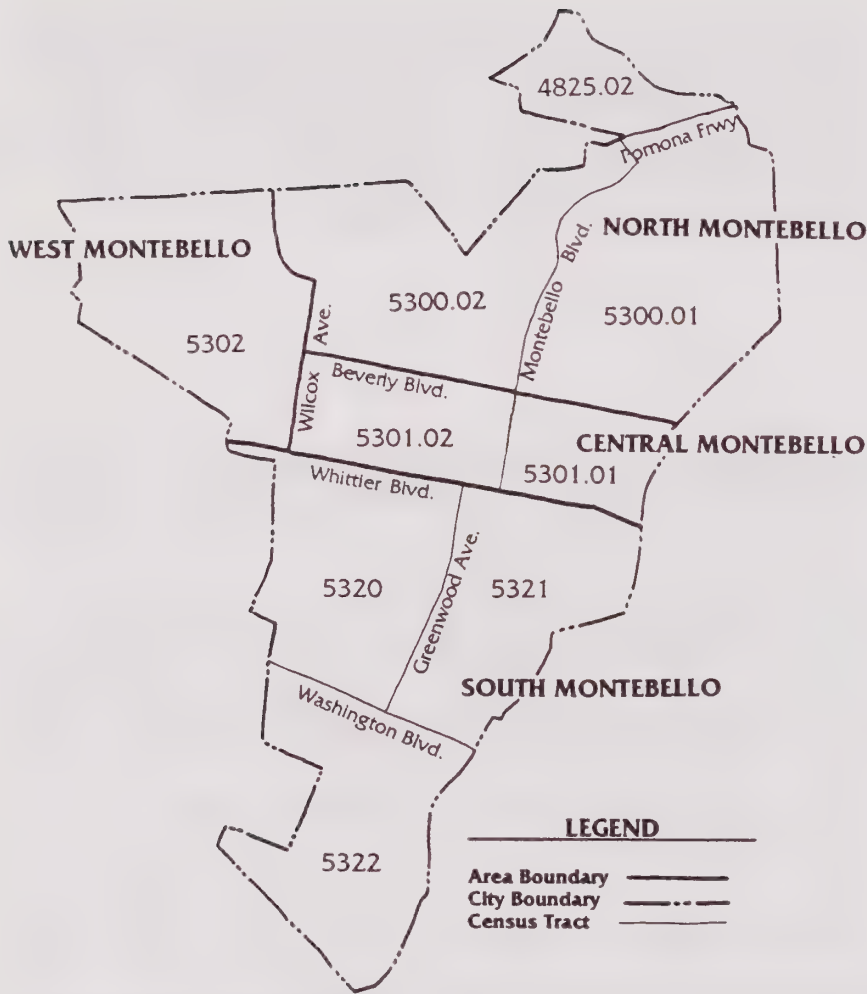 4825.02
Pomona Frwy
NORTH MONTEBELLO
WEST MONTEBELLO
Montebello Blvd.
5300.02
5300.01
5302
Wilcox Ave.
Beverly Blvd.
5301.02
CENTRAL MONTEBELLO
5301.01
Whittier Blvd.
5320
Greenwood Ave.
5321
SOUTH MONTEBELLO
Washington Blvd.
5322
LEGEND
Area Boundary
City Boundary
Census Tract